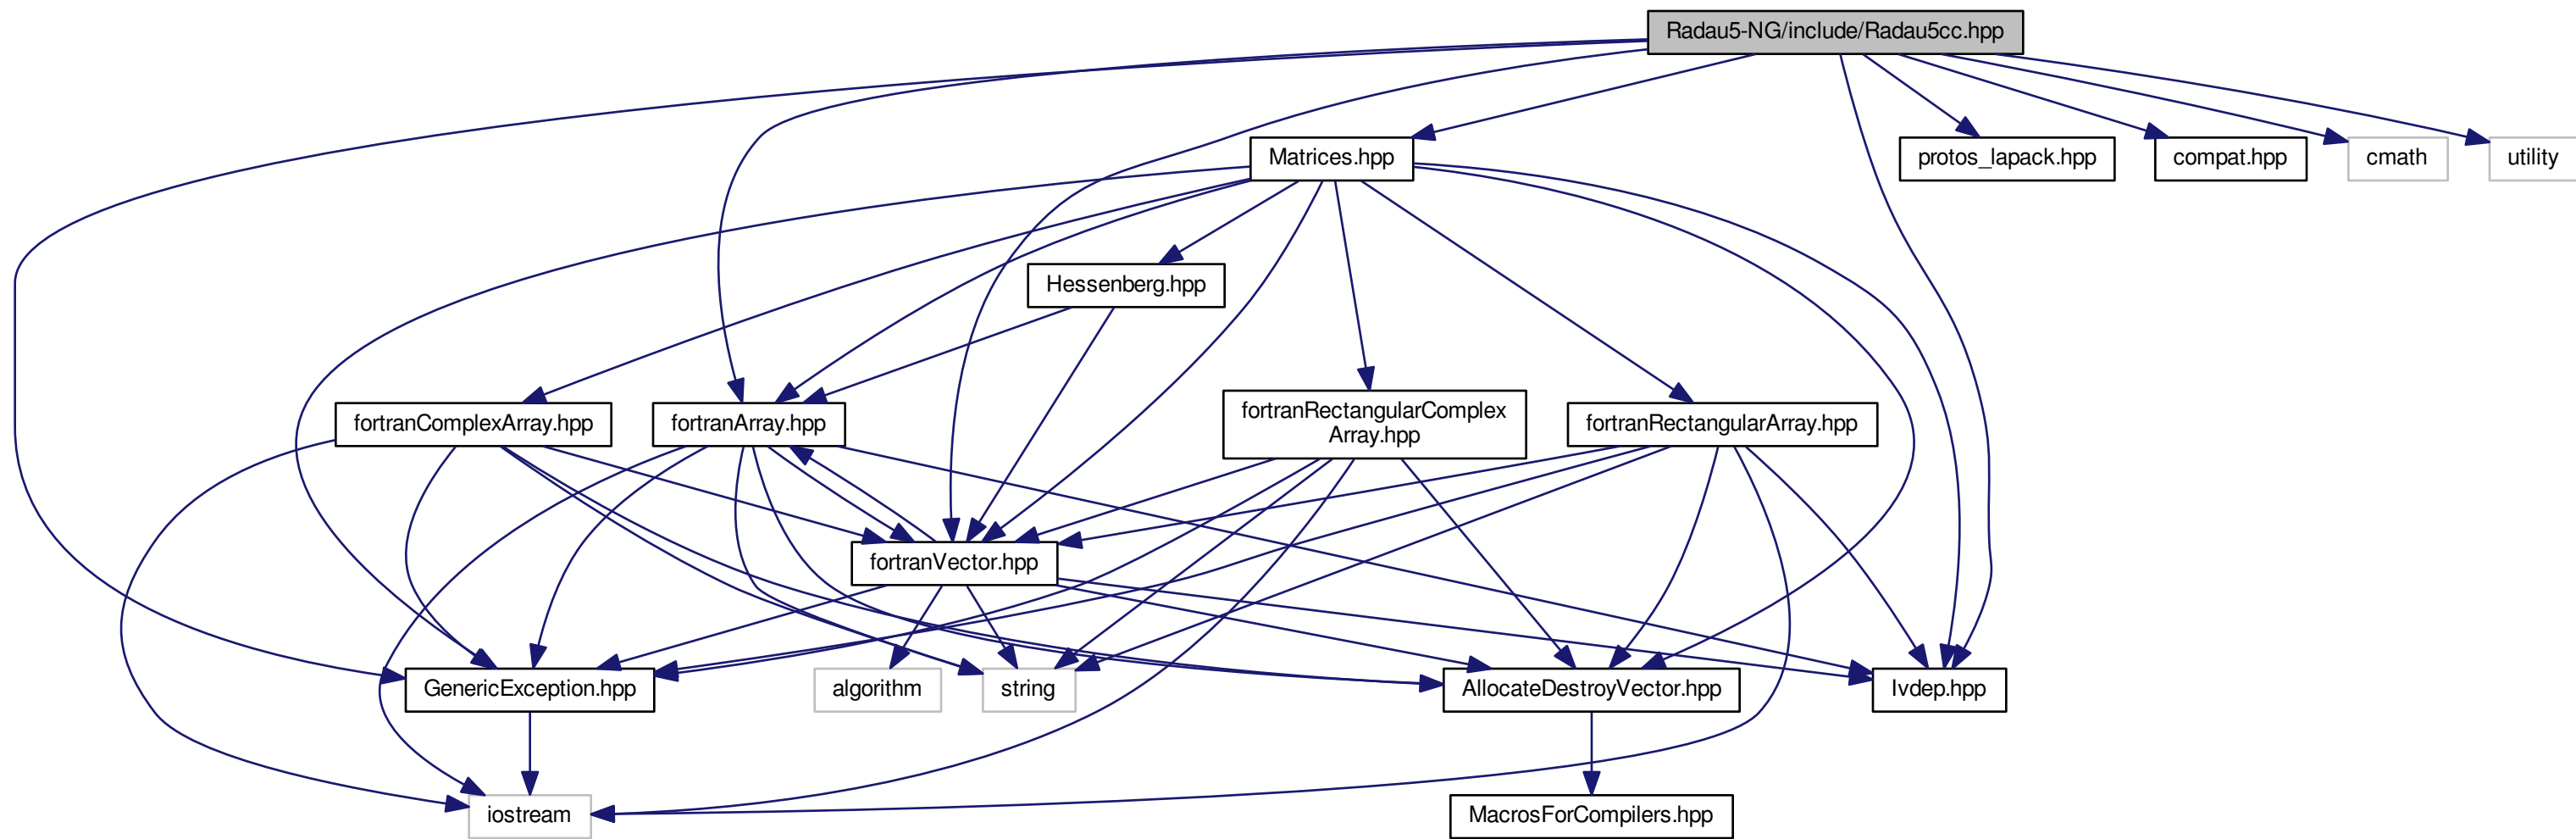 Radau5-NG/include/Radau5cc.hpp
Matrices.hpp
protos_lapack.hpp
compat.hpp
cmath
utility
Hessenberg.hpp
fortranComplexArray.hpp
fortranArray.hpp
fortranRectangularComplex
Array.hpp
fortranRectangularArray.hpp
fortranVector.hpp
GenericException.hpp
algorithm
string
AllocateDestroyVector.hpp
Ivdep.hpp
iostream
MacrosForCompilers.hpp